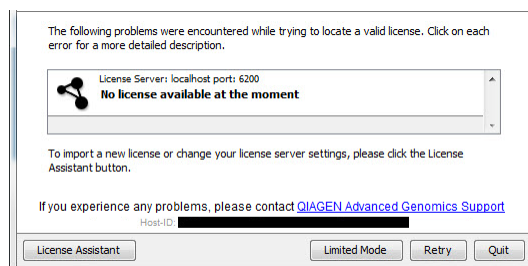 The following problems were encountered while trying to locate a valid license. Click on each
error for a more detailed description.
License Server: localhost port: 6200
No license available at the moment
To import a new license or change your license server settings, please click the License
Assistant button.
If you experience any problems, please contact QIAGEN Advanced Genomics Support
Host-ID:
License Assistant
Limited Mode
Retry
Quit